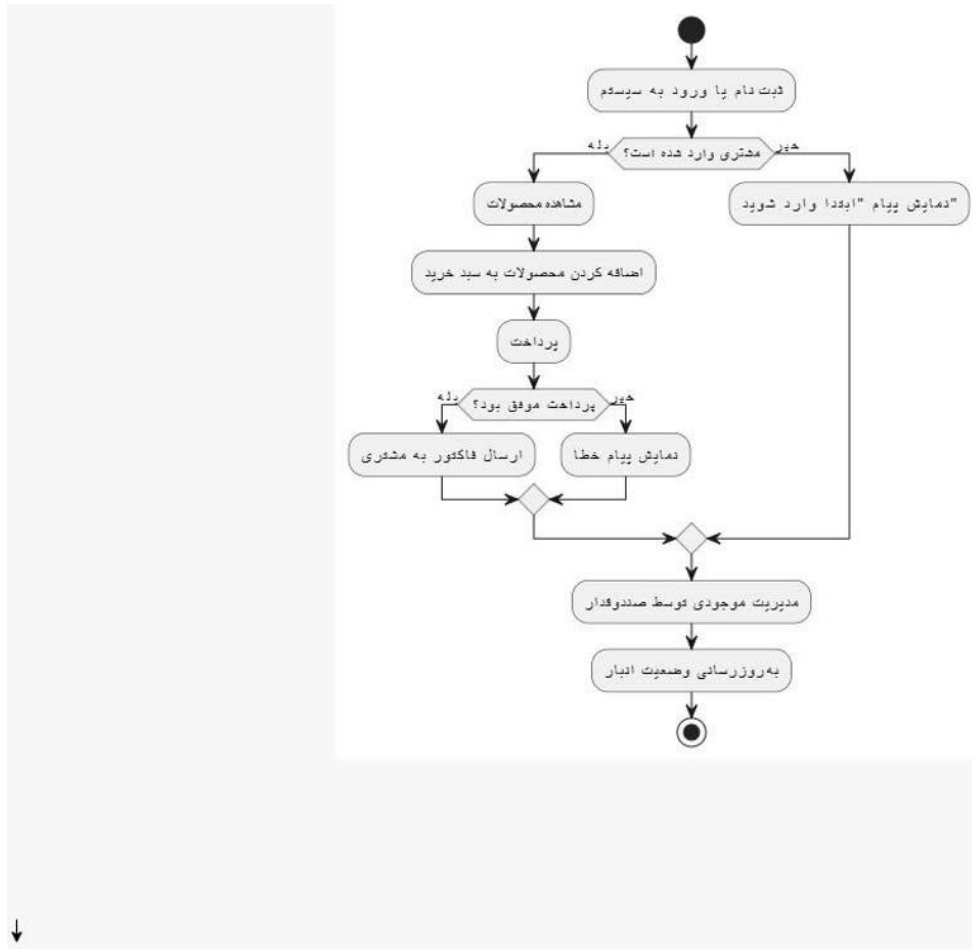 ثبت نام یا ورود به سیستم
مشتری وارد شده است؟
بله
خیر
مشاهده محصولات
نمایش پیام "ابتدا وارد شوید"
اضافه کردن محصولات به سبد خرید
پرداخت
پرداخت موفق بود؟
بله
خیر
ارسال فاکتور به مشتری
نمایش پیام خطا
مدیریت موجودی توسط صندوقدار
به‌روزرسانی وضعیت انبار